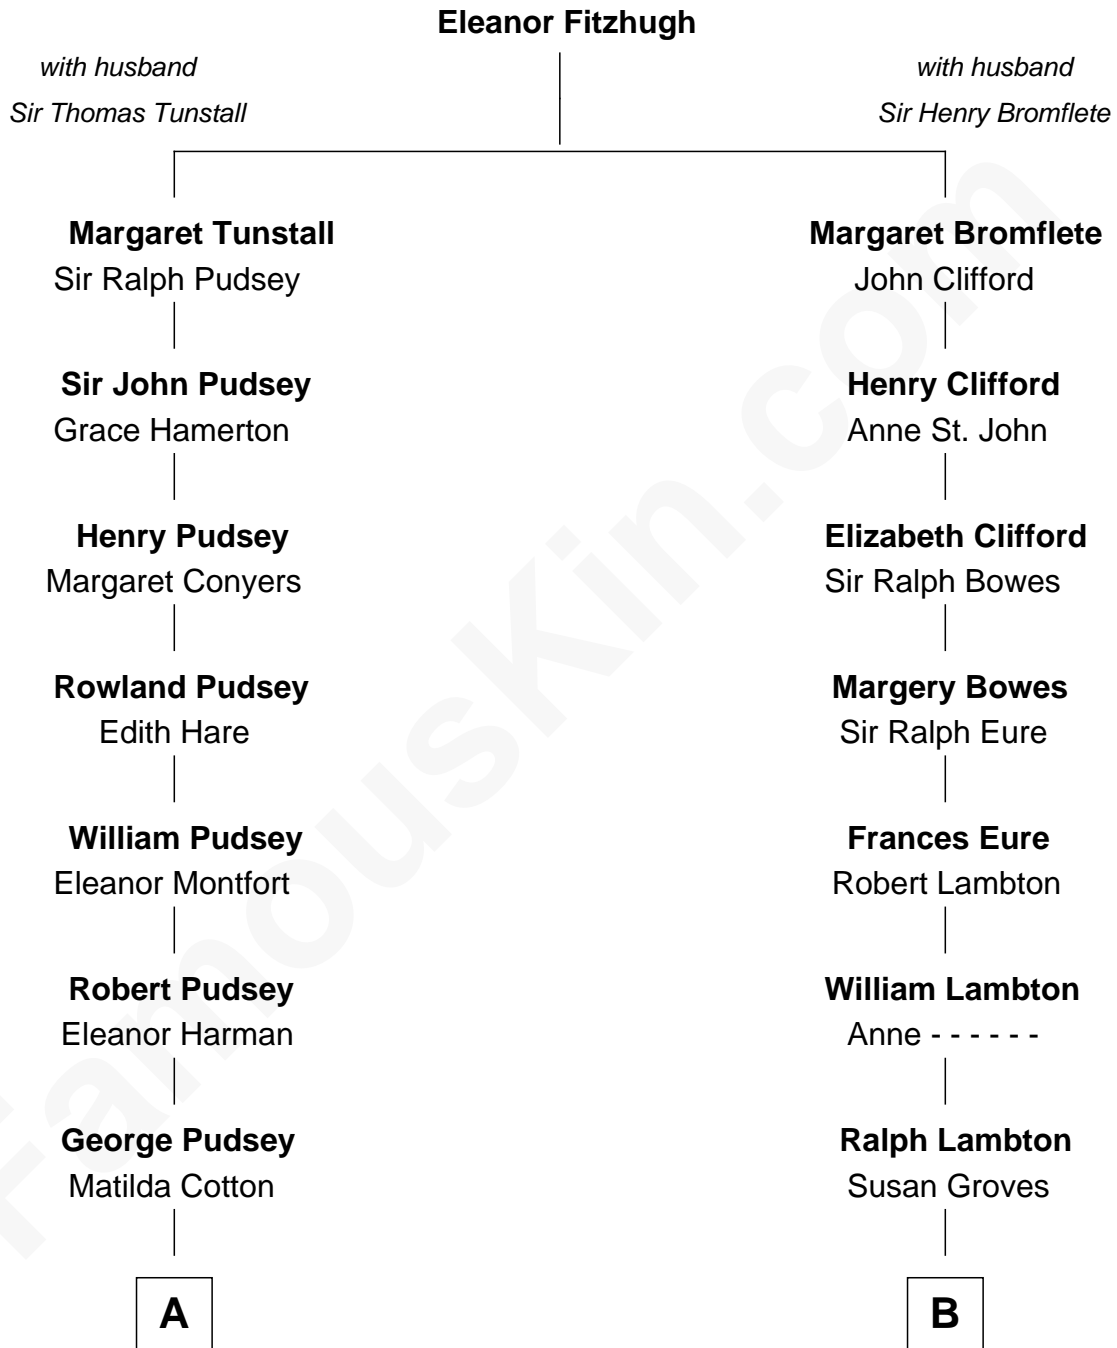 Eleanor Fitzhugh
with husband
Sir Thomas Tunstall
with husband
Sir Henry Bromflete
Margaret Tunstall
Sir Ralph Pudsey
Margaret Bromflete
John Clifford
Sir John Pudsey
Grace Hamerton
Henry Clifford
Anne St. John
Henry Pudsey
Margaret Conyers
Elizabeth Clifford
Sir Ralph Bowes
Rowland Pudsey
Edith Hare
Margery Bowes
Sir Ralph Eure
William Pudsey
Eleanor Montfort
Frances Eure
Robert Lambton
Robert Pudsey
Eleanor Harman
William Lambton
Anne - - - - - -
George Pudsey
Matilda Cotton
Ralph Lambton
Susan Groves
A
B
FamousKin.com